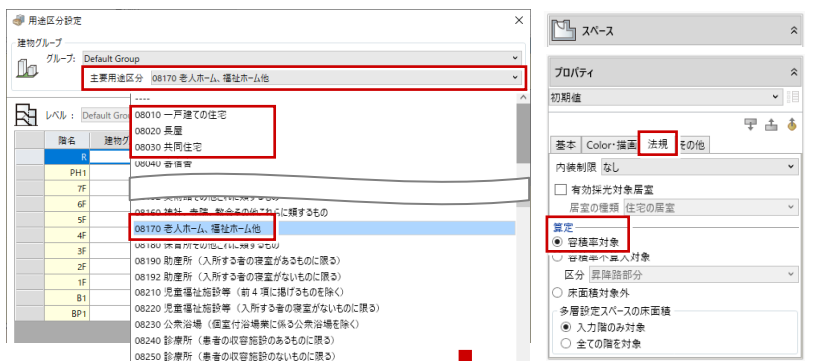 用途区分設定
建物グループ
グループ: Default Group
主要用途区分 08170 老人ホーム、福祉ホーム他
レベル : Default Grou
----
08010 一戸建ての住宅
08020 長屋
08030 共同住宅
08040 寄宿舎
08160 神社、寺院、教会その他これらに類するもの
08170 老人ホーム、福祉ホーム他
08180 保育所その他これに類するもの
08190 助産所（入所する者の寝室があるものに限る）
08192 助産所（入所する者の寝室がないものに限る）
08210 児童福祉施設等（前4項に掲げるものを除く）
08220 児童福祉施設等（入所する者の寝室がないものに限る）
08230 公衆浴場（個室付浴場業に係る公衆浴場を除く）
08240 診療所（患者の収容施設のあるものに限る）
08250 診療所（患者の収容施設のないものに限る）
階名 建物グ
R
PH1
7F
6F
5F
4F
3F
2F
1F
B1
BP1
スペース
プロパティ
初期値
基本 Color・描画 法規 その他
内装制限 なし
有効採光対象居室
居室の種類 住宅の居室
算定
容積率対象
容積率不算入対象
区分 昇降路部分
床面積対象外
多層設定スペースの床面積
入力階のみ対象
全ての階を対象